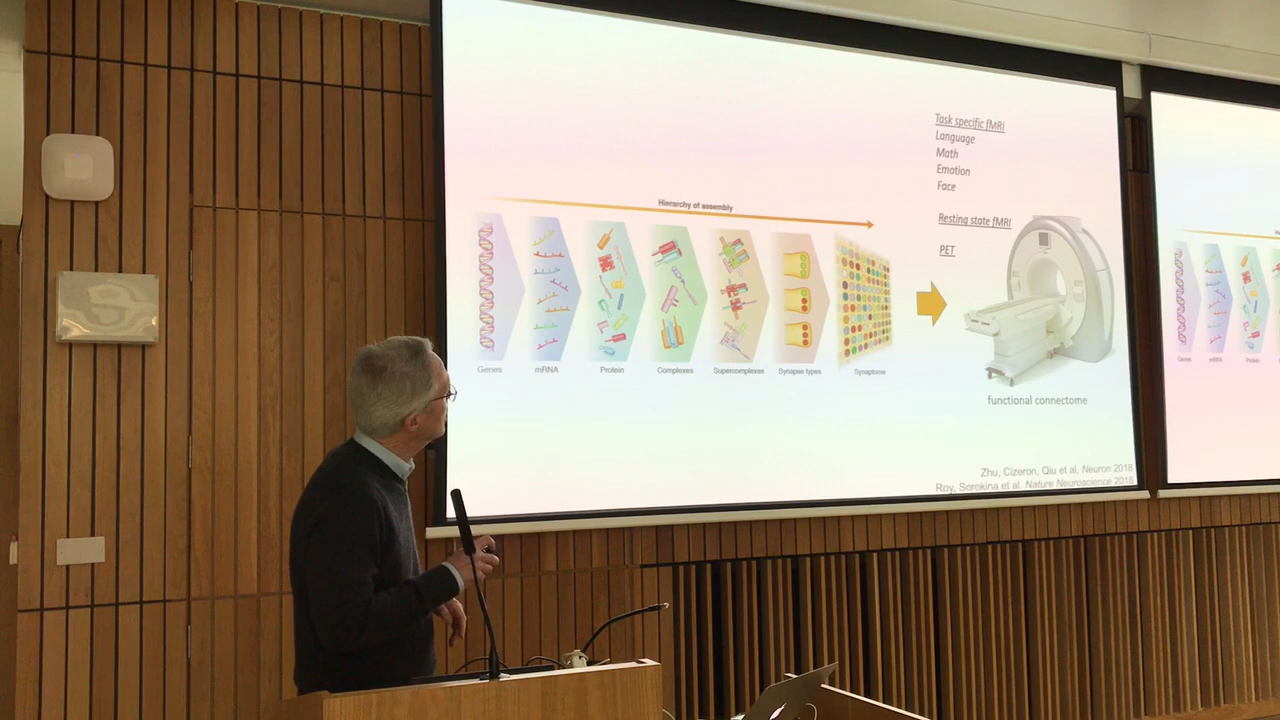 Task specific fMRI
Language
Math
Emotion
Face
Hierarchy of assembly
Resting state fMRI
PET
Genes
mRNA
Protein
Complexes
Supercomplexes
Synapse types
Synaptome
functional connectome
Zhu, Cizeron, Qiu et al, Neuron 2018
Roy, Sorokina et al. Nature Neuroscience 2018
Genes
mRNA
Protein